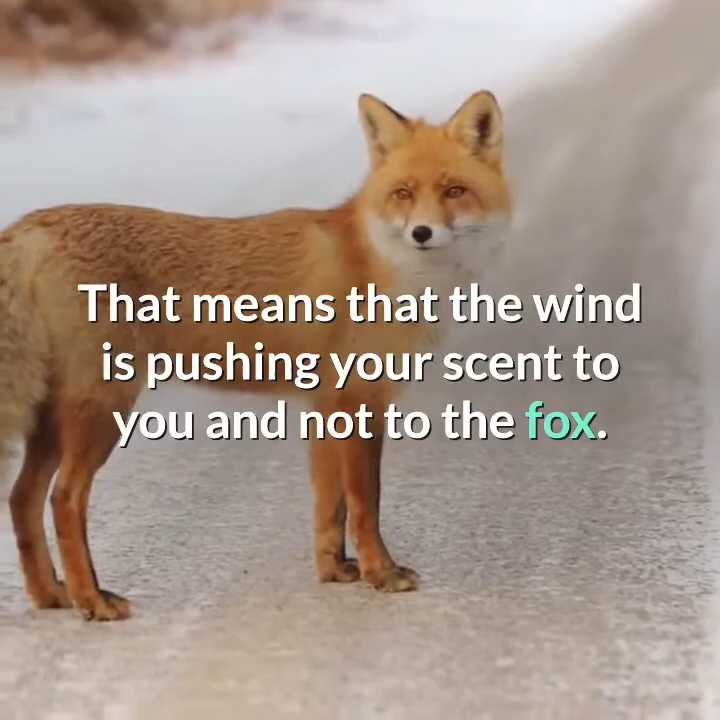 That means that the wind
is pushing your scent to
you and not to the fox.